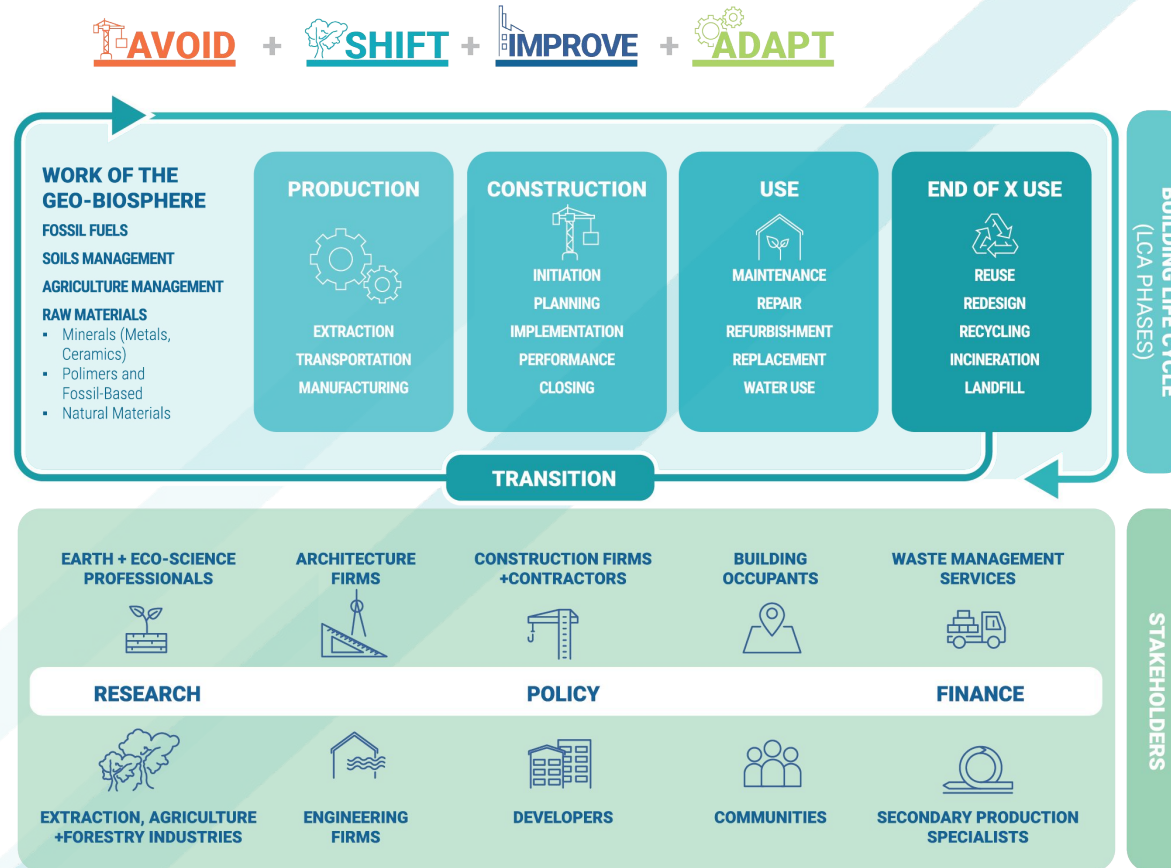 AVOID + SHIFT + IMPROVE + ADAPT
WORK OF THE
GEO-BIOSPHERE
FOSSIL FUELS
SOILS MANAGEMENT
AGRICULTURE MANAGEMENT
RAW MATERIALS
▪ Minerals (Metals,
Ceramics)
▪ Polimers and
Fossil-Based
▪ Natural Materials
PRODUCTION
EXTRACTION
TRANSPORTATION
MANUFACTURING
CONSTRUCTION
INITIATION
PLANNING
IMPLEMENTATION
PERFORMANCE
CLOSING
USE
MAINTENANCE
REPAIR
REFURBISHMENT
REPLACEMENT
WATER USE
END OF X USE
REUSE
REDESIGN
RECYCLING
INCINERATION
LANDFILL
BUILDING LIFE CYCLE
(LCA PHASES)
TRANSITION
EARTH + ECO-SCIENCE
PROFESSIONALS
ARCHITECTURE
FIRMS
CONSTRUCTION FIRMS
+CONTRACTORS
BUILDING
OCCUPANTS
WASTE MANAGEMENT
SERVICES
RESEARCH
POLICY
FINANCE
EXTRACTION, AGRICULTURE
+FORESTRY INDUSTRIES
ENGINEERING
FIRMS
DEVELOPERS
COMMUNITIES
SECONDARY PRODUCTION
SPECIALISTS
STAKEHOLDERS